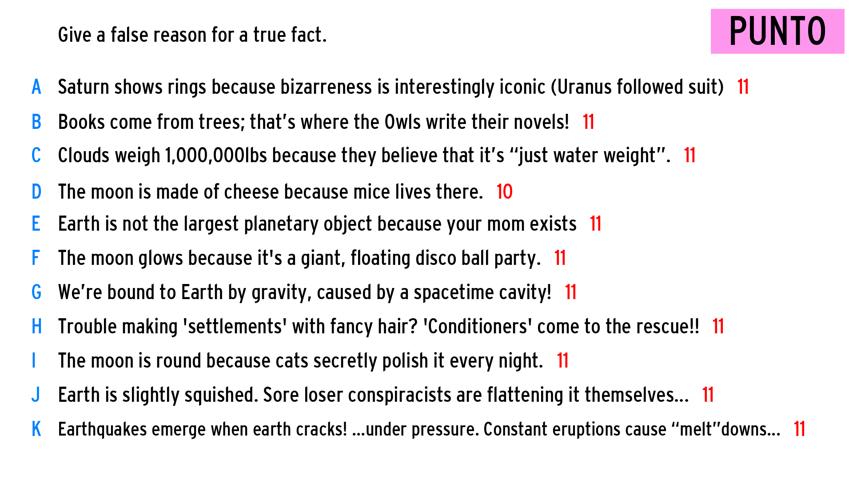 Give a false reason for a true fact.
PUNTO
A Saturn shows rings because bizarreness is interestingly iconic (Uranus followed suit) 11
B Books come from trees; that's where the Owls write their novels! 11
C Clouds weigh 1,000,000lbs because they believe that it's “just water weight”. 11
D The moon is made of cheese because mice lives there. 10
E Earth is not the largest planetary object because your mom exists 11
F The moon glows because it's a giant, floating disco ball party. 11
G We're bound to Earth by gravity, caused by a spacetime cavity! 11
H Trouble making 'settlements' with fancy hair? 'Conditioners' come to the rescue!! 11
I The moon is round because cats secretly polish it every night. 11
J Earth is slightly squished. Sore loser conspiracists are flattening it themselves... 11
K Earthquakes emerge when earth cracks! ...under pressure. Constant eruptions cause “melt”downs... 11